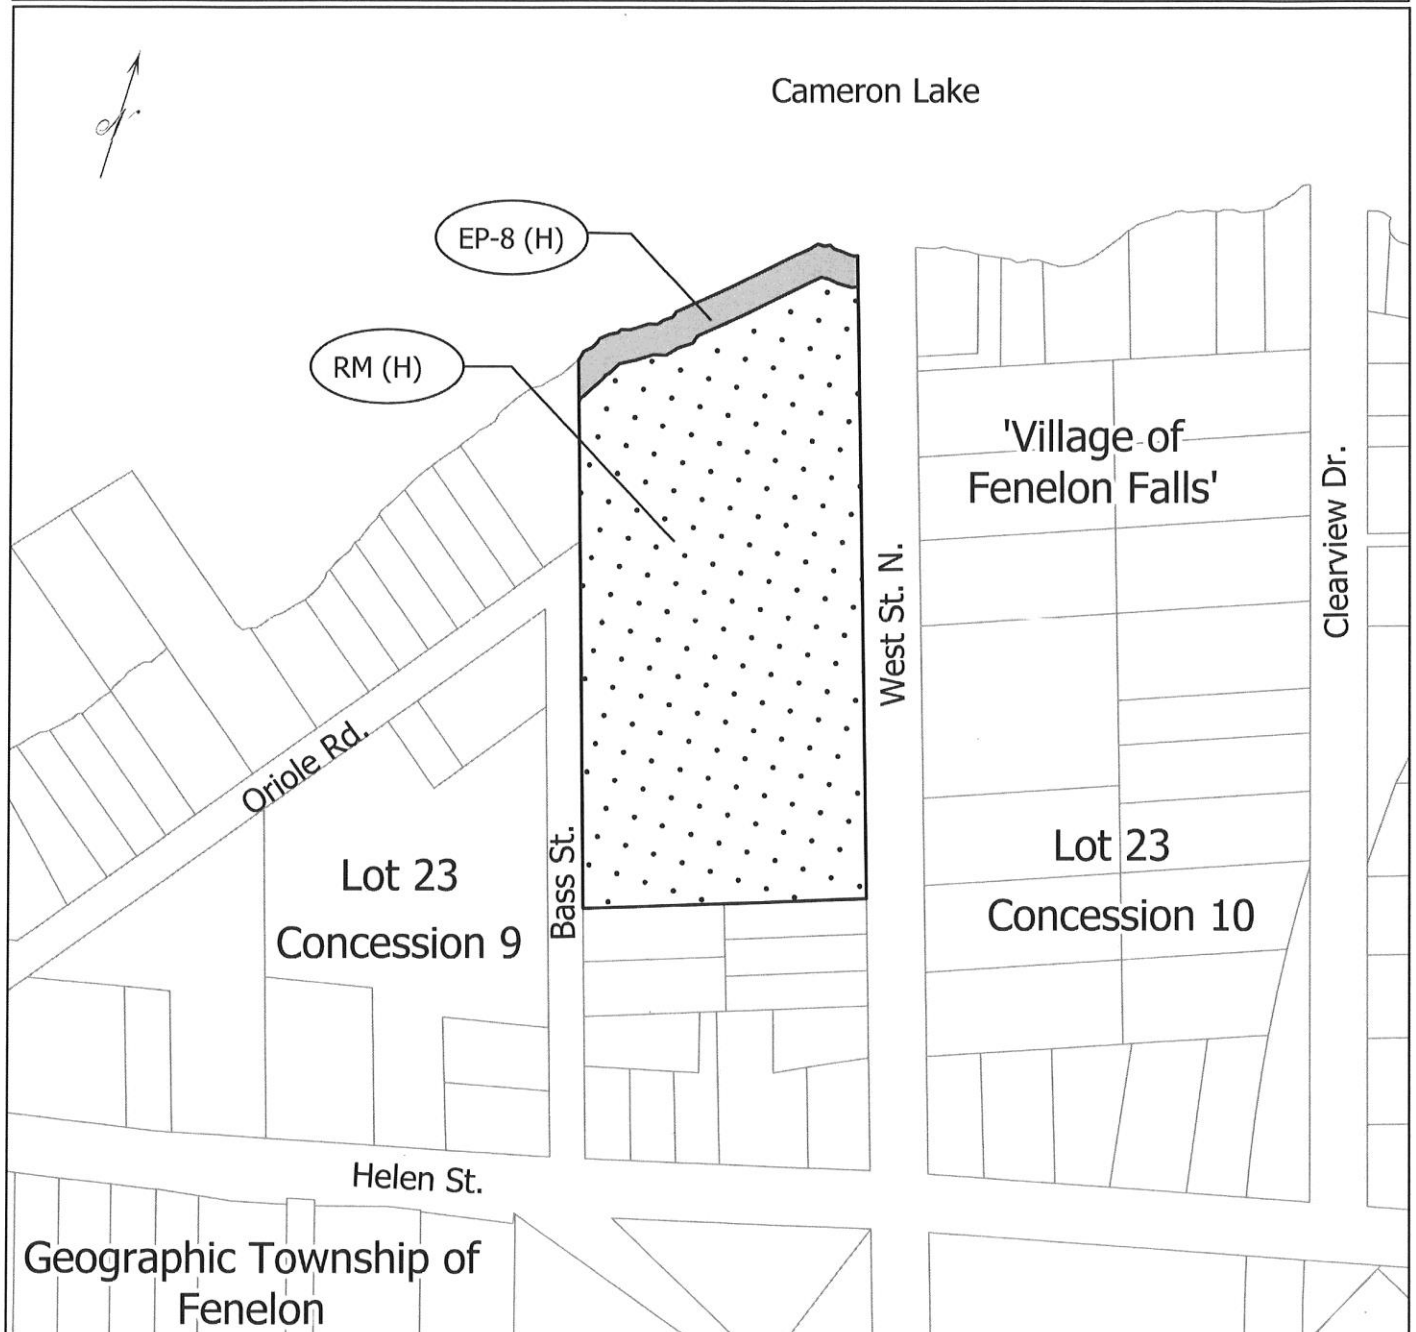 Cameron Lake
EP-8 (H)
RM (H)
'Village of
Fenelon Falls'
Clearview Dr.
West St. N.
Oriole Rd.
Bass St.
Lot 23
Concession 9
Lot 23
Concession 10
Helen St.
Geographic Township of
Fenelon